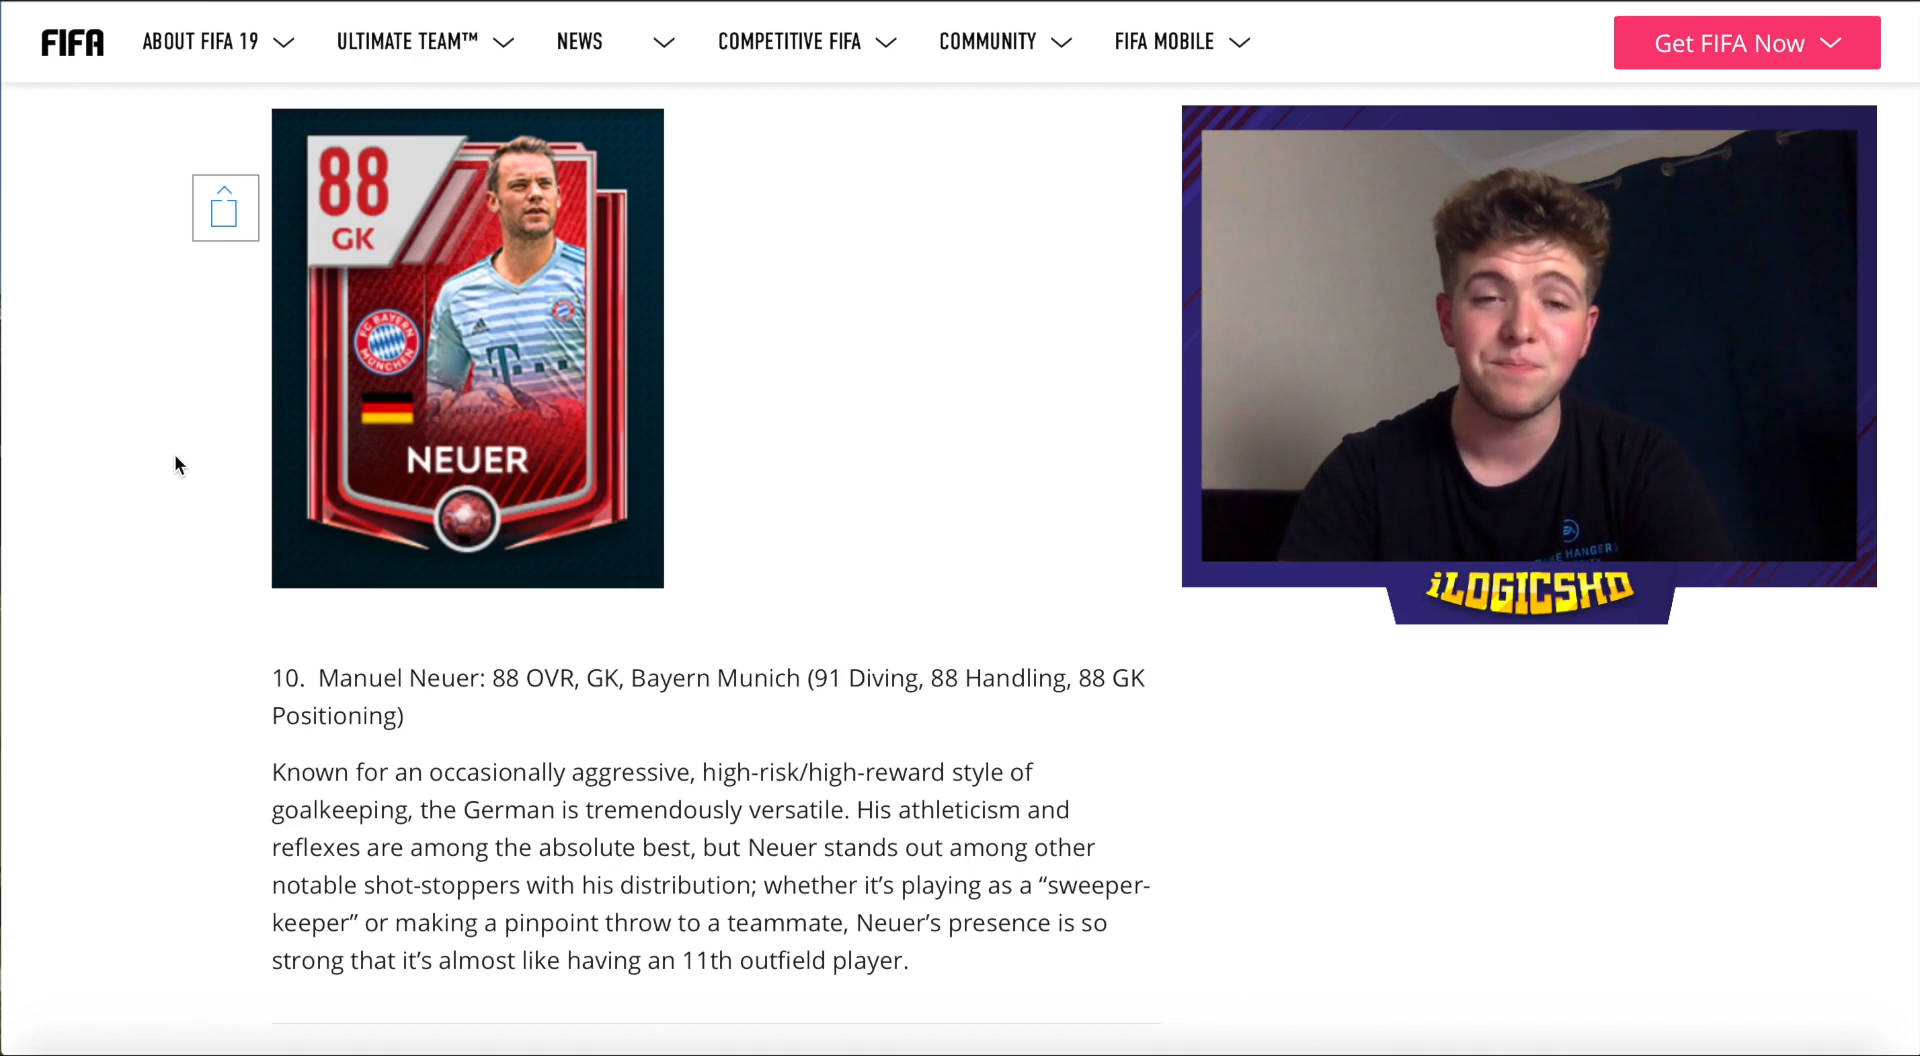 FIFA ABOUT FIFA 19 ULTIMATE TEAM™ NEWS COMPETITIVE FIFA COMMUNITY FIFA MOBILE Get FIFA Now
88
GK
FC BAYERN
MÜNCHEN
T
NEUER
EA
HANGERS
iLOGICSHD
10. Manuel Neuer: 88 OVR, GK, Bayern Munich (91 Diving, 88 Handling, 88 GK
Positioning)
Known for an occasionally aggressive, high-risk/high-reward style of
goalkeeping, the German is tremendously versatile. His athleticism and
reflexes are among the absolute best, but Neuer stands out among other
notable shot-stoppers with his distribution; whether it’s playing as a “sweeper-
keeper” or making a pinpoint throw to a teammate, Neuer’s presence is so
strong that it’s almost like having an 11th outfield player.